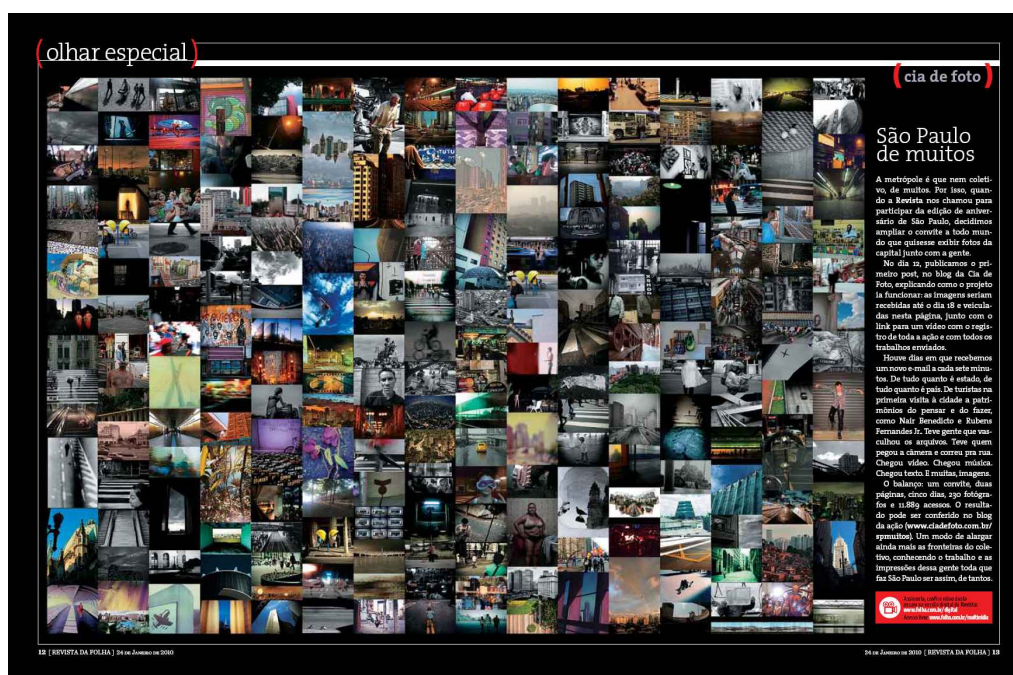 (olhar especial)
(cia de foto)
São Paulo
de muitos
A metrópole é que nem coleti-
vo, de muitos. Por isso, quan-
do a Revista nos chamou para
participar da edição de aniver-
sário de São Paulo, decidimos
ampliar o convite a todo mun-
do que quisesse exibir fotos da
capital junto com a gente.
No dia 12, publicamos o pri-
meiro post, no blog da Cia de
Foto, explicando como o projeto
ia funcionar: as imagens seriam
recebidas até o dia 18 e veicula-
das nesta página, junto com o
link para um vídeo com o regis-
tro de toda a ação e com todos os
trabalhos enviados.
Houve dias em que recebemos
um novo e-mail a cada sete minu-
tos. De tudo quanto é estado, de
tudo quanto é país. De turistas na
primeira visita à cidade a patri-
mônios do pensar e do fazer,
como Nair Benedicto e Rubens
Fernandes Jr.. Teve gente que vas-
culhou os arquivos. Teve quem
pegou a câmera e correu pra rua.
Chegou vídeo. Chegou música.
Chegou texto. E muitas, imagens.
O balanço: um convite, duas
páginas, cinco dias, 230 fotógra-
fos e 11.889 acessos. O resulta-
do pode ser conferido no blog
da ação (www.ciadefoto.com.br/
spmuitos). Um modo de alargar
ainda mais as fronteiras do cole-
tivo, conhecendo o trabalho e as
impressões dessa gente toda que
faz São Paulo ser assim, de tantos.
www.folha.com.br/digital
www.folha.com.br/multimidia
12 [ REVISTA DA FOLHA ] 24 DE JANEIRO DE 2010
24 DE JANEIRO DE 2010 [ REVISTA DA FOLHA ] 13